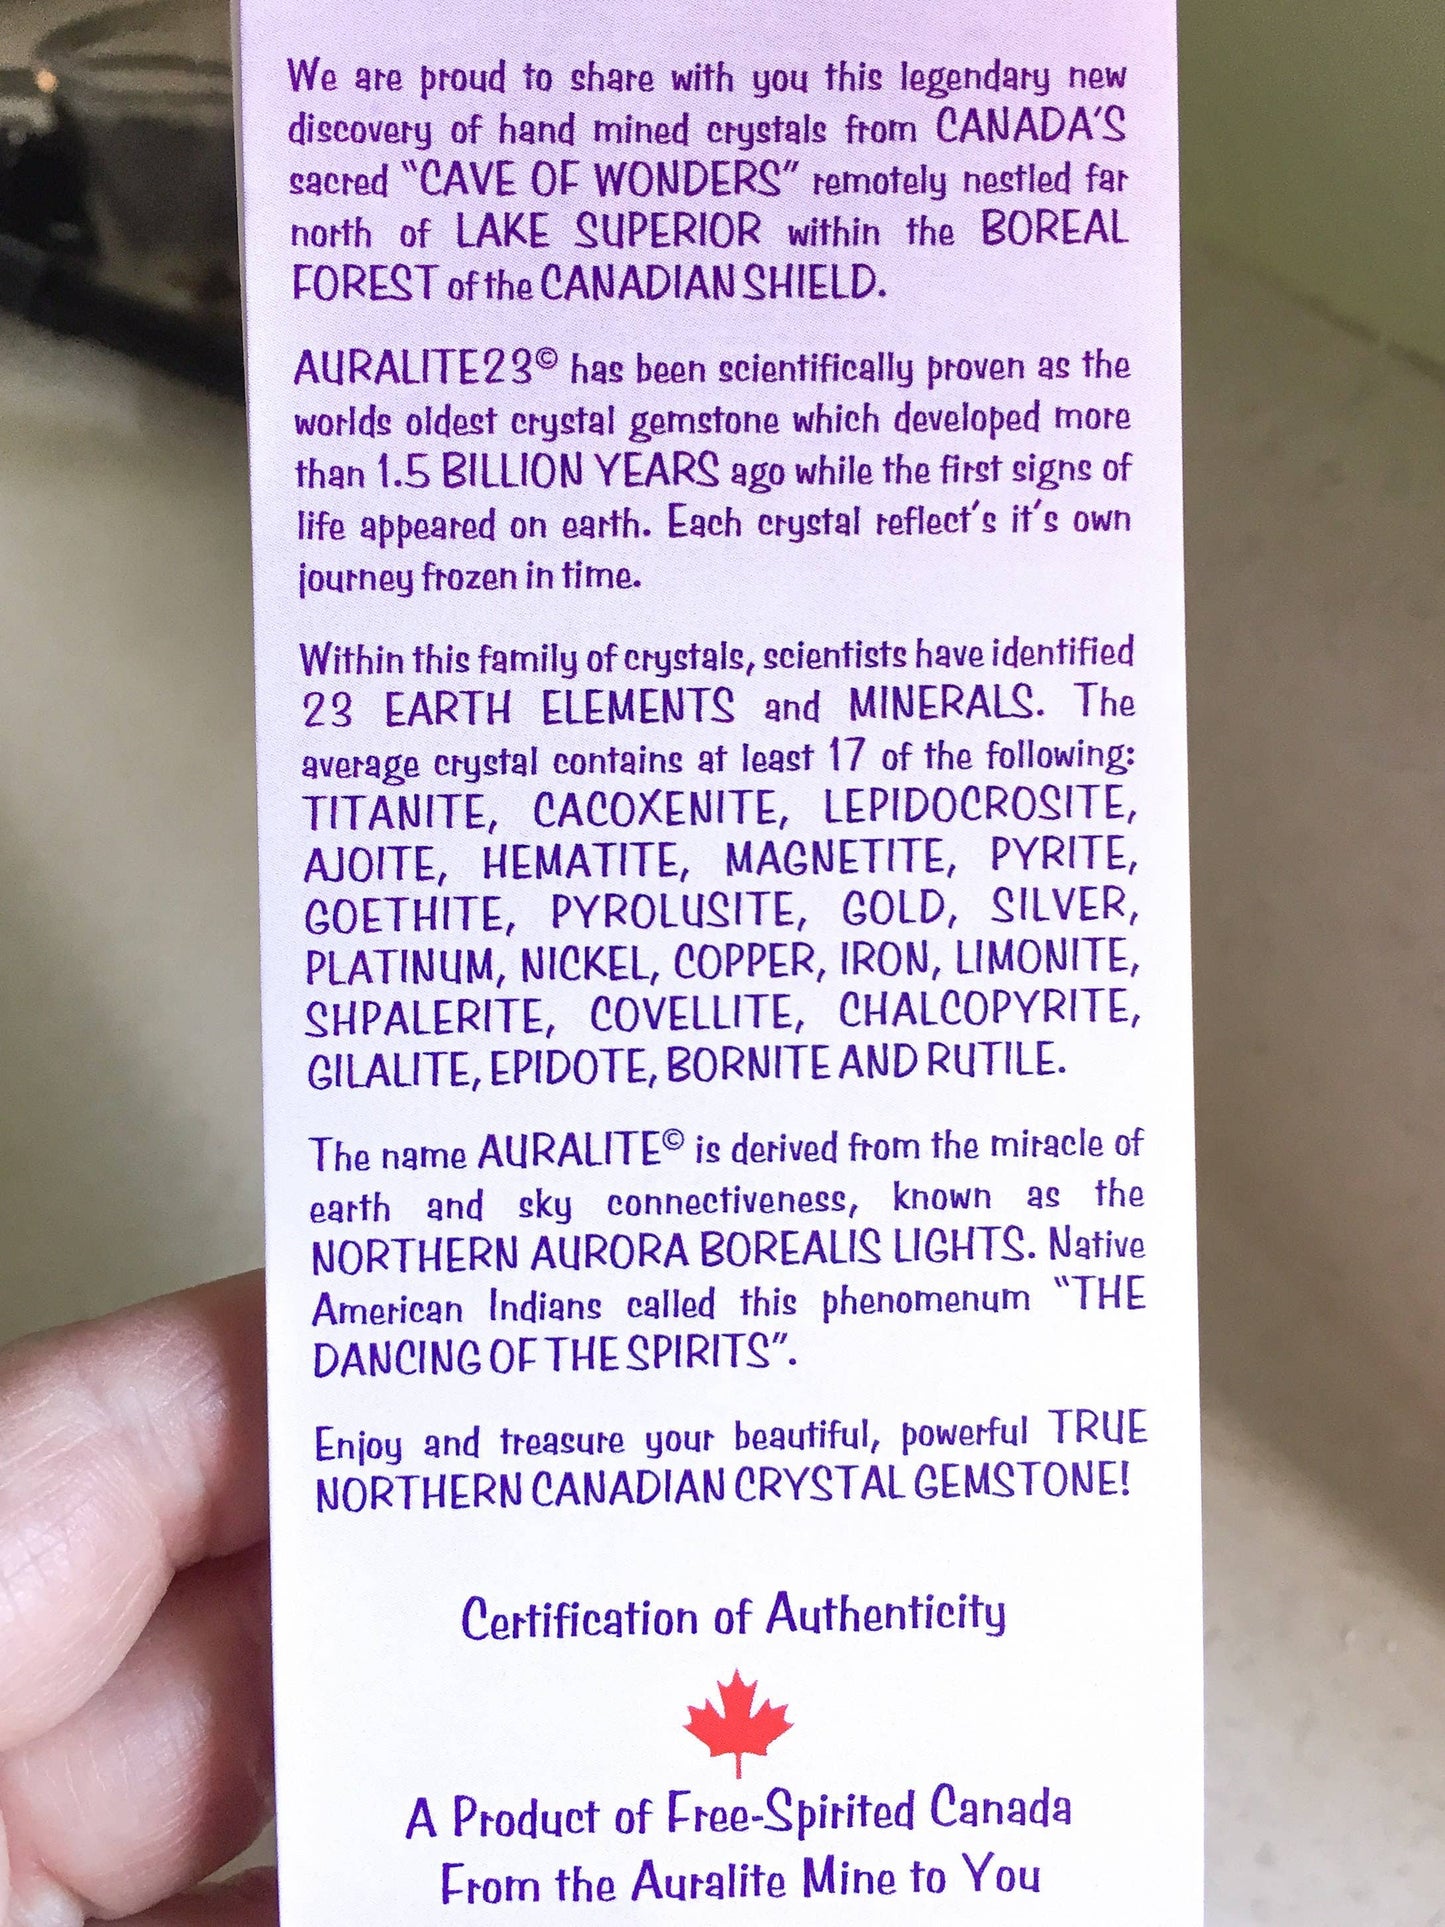 We are proud to share with you this legendary new
discovery of hand mined crystals from CANADA'S
sacred "CAVE OF WONDERS" remotely nestled far
north of LAKE SUPERIOR within the BOREAL
FOREST of the CANADIAN SHIELD.
AURALITE23© has been scientifically proven as the
worlds oldest crystal gemstone which developed more
than 1.5 BILLION YEARS ago while the first signs of
life appeared on earth. Each crystal reflect's it's own
journey frozen in time.
Within this family of crystals, scientists have identified
23 EARTH ELEMENTS and MINERALS. The
average crystal contains at least 17 of the following:
TITANITE, CACOXENITE, LEPIDOCROSITE,
AJOITE, HEMATITE, MAGNETITE, PYRITE,
GOETHITE, PYROLUSITE, GOLD, SILVER,
PLATINUM, NICKEL, COPPER, IRON, LIMONITE,
SHPALERITE, COVELLITE, CHALCOPYRITE,
GILALITE, EPIDOTE, BORNITE AND RUTILE.
The name AURALITE© is derived from the miracle of
earth and sky connectiveness, known as the
NORTHERN AURORA BOREALIS LIGHTS. Native
American Indians called this phenomenum "THE
DANCING OF THE SPIRITS".
Enjoy and treasure your beautiful, powerful TRUE
NORTHERN CANADIAN CRYSTAL GEMSTONE!
Certification of Authenticity
A Product of Free-Spirited Canada
From the Auralite Mine to You